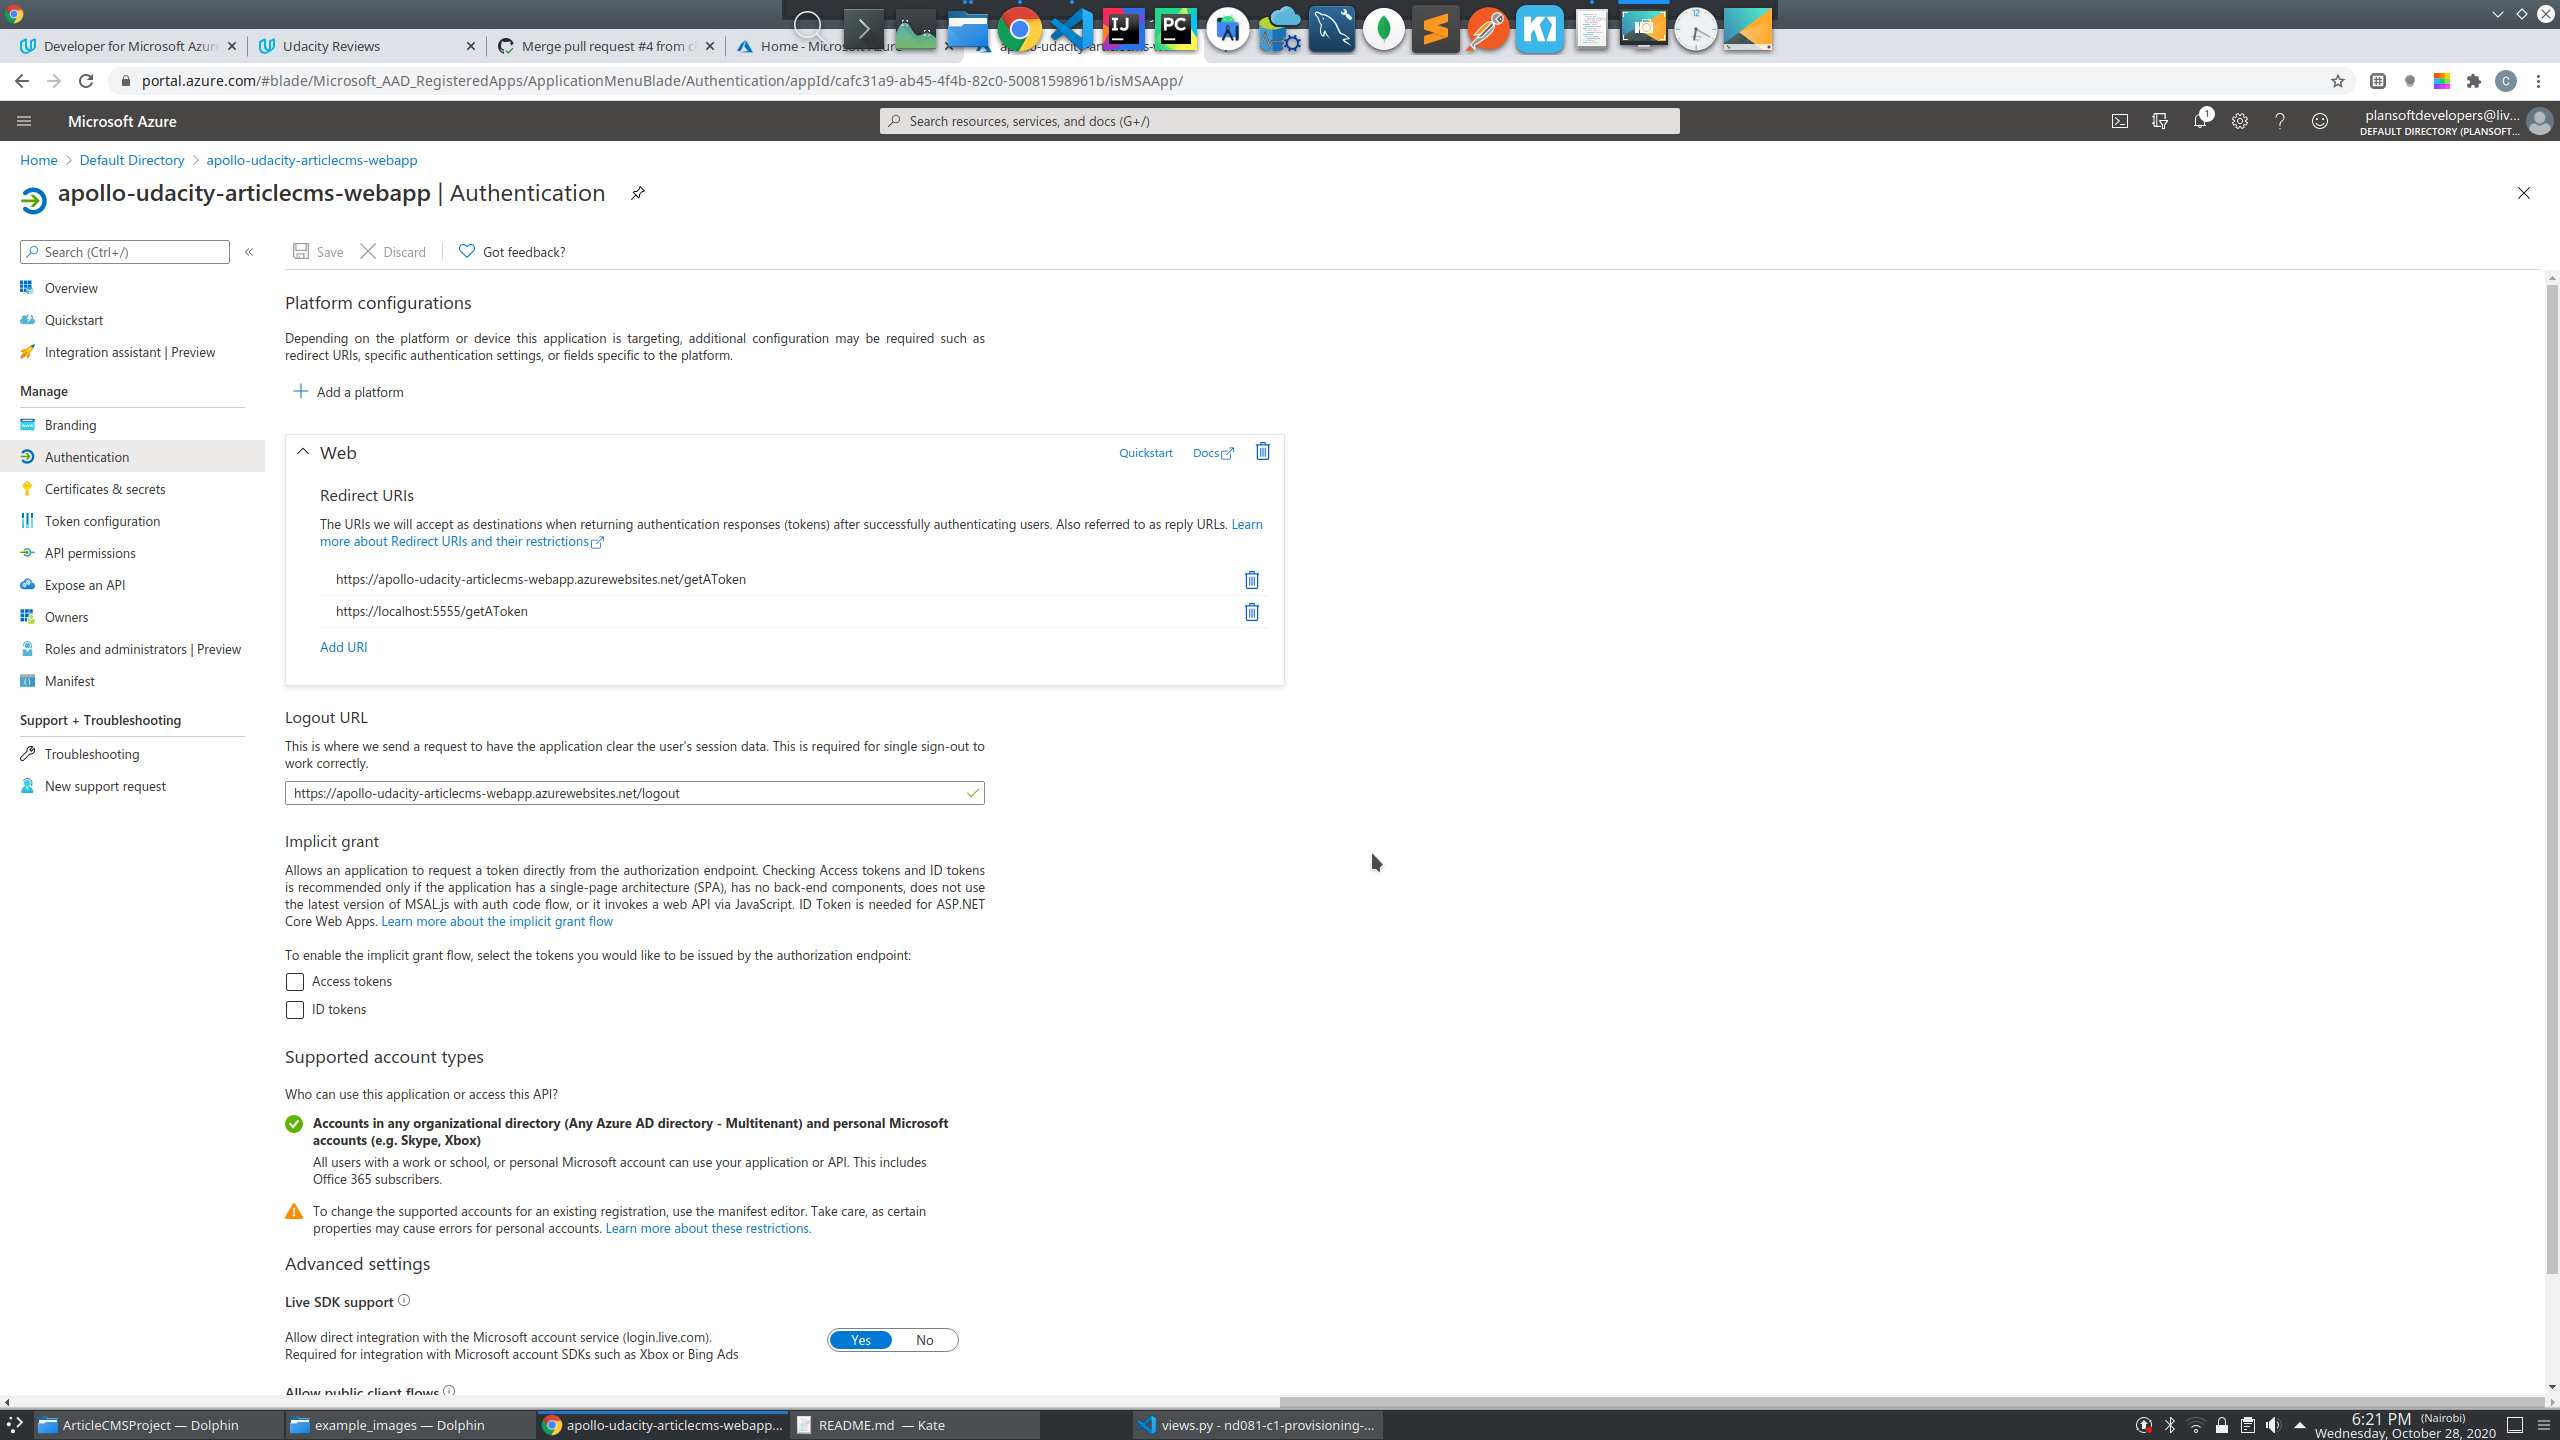 Developer for Microsoft Azur
Udacity Reviews
Merge pull request #4 from cl
Home - Microsoft Azure
apollo-udacity-articlecms-w
portal.azure.com/#blade/Microsoft_AAD_RegisteredApps/ApplicationMenuBlade/Authentication/appId/cafc31a9-ab45-4f4b-82c0-50081598961b/isMSAApp/
C
Microsoft Azure
Search resources, services, and docs (G+/)
1
plansoftdevelopers@liv...
DEFAULT DIRECTORY (PLANSOFT...
Home > Default Directory > apollo-udacity-articlecms-webapp
apollo-udacity-articlecms-webapp | Authentication
Search (Ctrl+/)
Save
Discard
Got feedback?
Overview
Quickstart
Integration assistant | Preview
Manage
Branding
Authentication
Certificates & secrets
Token configuration
API permissions
Expose an API
Owners
Roles and administrators | Preview
Manifest
Support + Troubleshooting
Troubleshooting
New support request
Platform configurations
Depending on the platform or device this application is targeting, additional configuration may be required such as
redirect URIs, specific authentication settings, or fields specific to the platform.
Add a platform
Web
Quickstart
Docs
Redirect URIs
The URIs we will accept as destinations when returning authentication responses (tokens) after successfully authenticating users. Also referred to as reply URLs. Learn
more about Redirect URIs and their restrictions
https://apollo-udacity-articlecms-webapp.azurewebsites.net/getAToken
https://localhost:5555/getAToken
Add URI
Logout URL
This is where we send a request to have the application clear the user's session data. This is required for single sign-out to
work correctly.
https://apollo-udacity-articlecms-webapp.azurewebsites.net/logout
Implicit grant
Allows an application to request a token directly from the authorization endpoint. Checking Access tokens and ID tokens
is recommended only if the application has a single-page architecture (SPA), has no back-end components, does not use
the latest version of MSAL.js with auth code flow, or it invokes a web API via JavaScript. ID Token is needed for ASP.NET
Core Web Apps. Learn more about the implicit grant flow
To enable the implicit grant flow, select the tokens you would like to be issued by the authorization endpoint:
Access tokens
ID tokens
Supported account types
Who can use this application or access this API?
Accounts in any organizational directory (Any Azure AD directory - Multitenant) and personal Microsoft
accounts (e.g. Skype, Xbox)
All users with a work or school, or personal Microsoft account can use your application or API. This includes
Office 365 subscribers.
To change the supported accounts for an existing registration, use the manifest editor. Take care, as certain
properties may cause errors for personal accounts. Learn more about these restrictions.
Advanced settings
Live SDK support
Allow direct integration with the Microsoft account service (login.live.com).
Required for integration with Microsoft account SDKs such as Xbox or Bing Ads
Yes
No
Allow public client flows
ArticleCMSProject — Dolphin
example_images — Dolphin
apollo-udacity-articlecms-webapp...
README.md — Kate
views.py - nd081-c1-provisioning-...
6:21 PM (Nairobi)
Wednesday, October 28, 2020